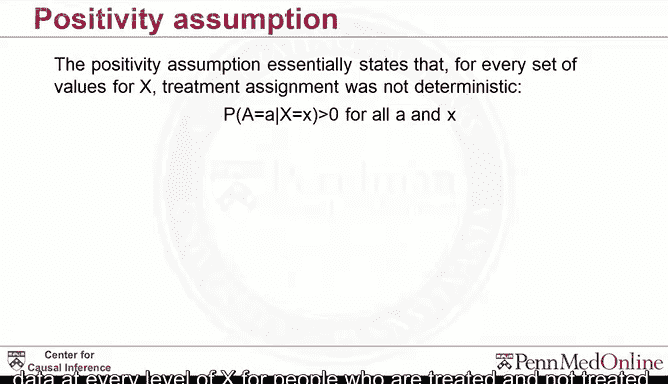 Positivity assumption
The positivity assumption essentially states that, for every set of
values for X, treatment assignment was not deterministic:
P(A=a|X=x)>0 for all a and x
Center for
Causal Inference
PennMedOnline
data at every level of X for people who are treated and not treated